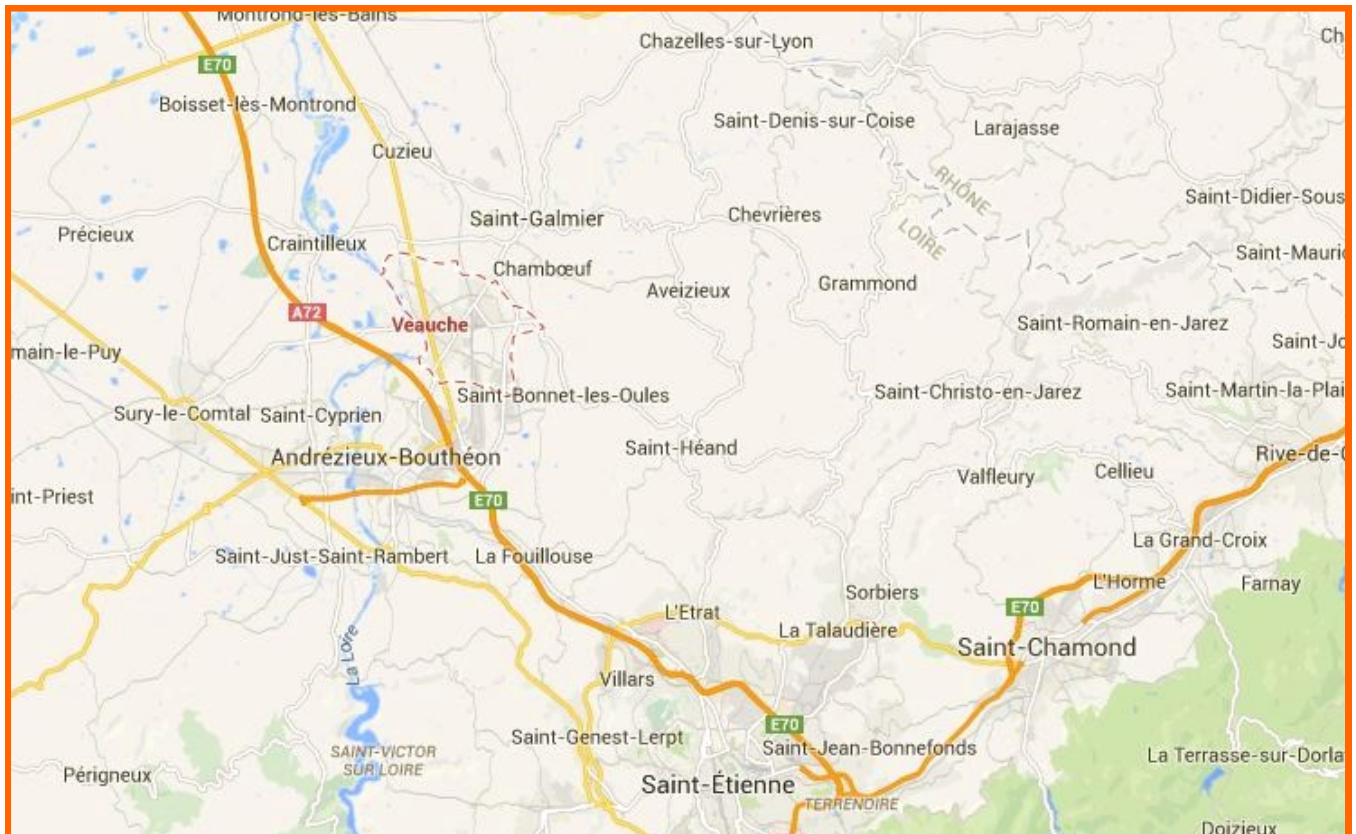 Montrond-les-Bains
Chazelles-sur-Lyon
Ch
E70
Boisset-lès-Montrond
Saint-Denis-sur-Coise
Larajasse
Cuzieu
RHÔNE
LOIRE
Saint-Didier-Sous
Saint-Galmier
Chevrières
Précieux
Craintilleux
Saint-Mauric
Chambœuf
Aveizieux
Grammond
A72
Veauche
Saint-Romain-en-Jarez
Saint-Jo
main-le-Puy
Saint-Bonnet-les-Oules
Saint-Christo-en-Jarez
Saint-Martin-la-Plai
Sury-le-Comtal
Saint-Cyprien
Saint-Héand
Andrézieux-Bouthéon
Rive-de-G
Valfleury
Cellieu
int-Priest
E70
La Grand-Croix
Saint-Just-Saint-Rambert
La Fouillouse
L'Horme
Farnay
Sorbiers
E70
L'Etrat
La Talaudière
La Loire
Saint-Chamond
Villars
E70
Saint-Genest-Lerpt
Saint-Jean-Bonnefonds
SAINT-VICTOR
SUR LOIRE
La Terrasse-sur-Dorla
Périgneux
Saint-Étienne
TERRENOIRE
Doizieux